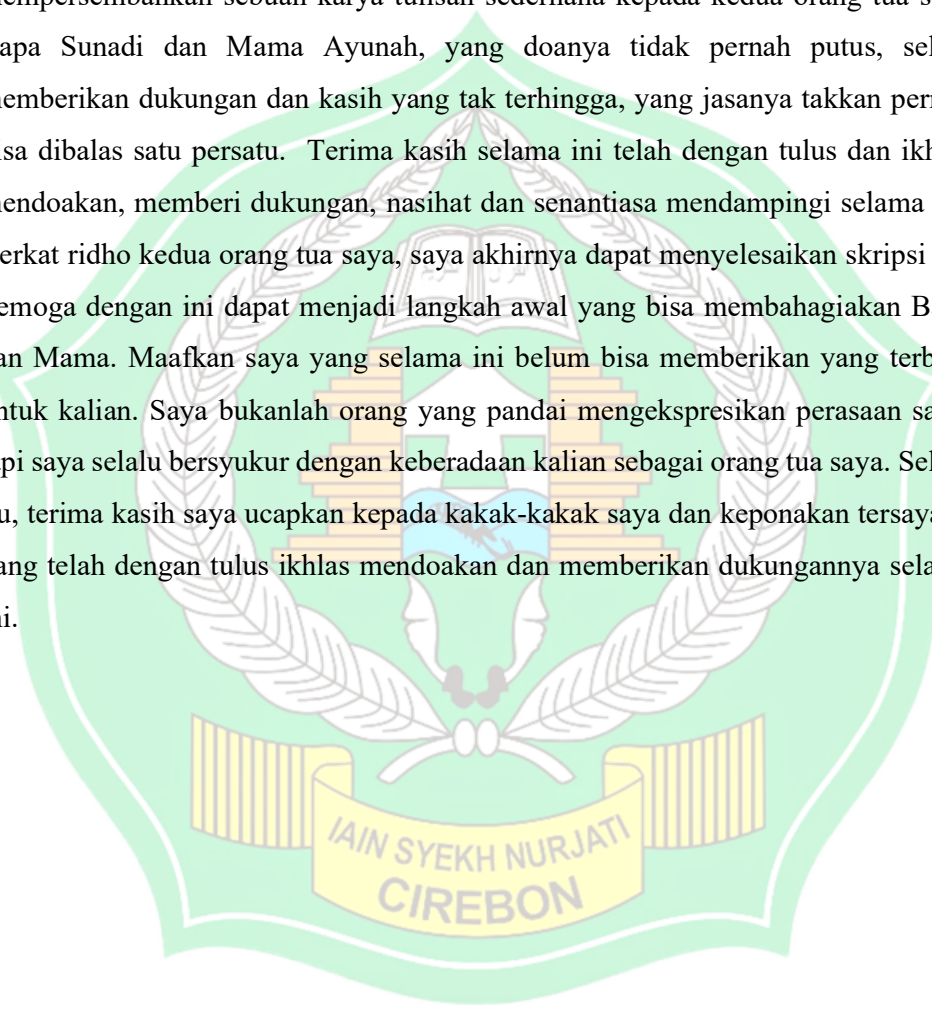 mempersembahkan sebuah karya tulisan sederhana kepada kedua orang tua s
apa Sunadi dan Mama Ayunah, yang doanya tidak pernah putus, sel
memberikan dukungan dan kasih yang tak terhingga, yang jasanya takkan per
isa dibalas satu persatu. Terima kasih selama ini telah dengan tulus dan ikh
mendoakan, memberi dukungan, nasihat dan senantiasa mendampingi selama
erkat ridho kedua orang tua saya, saya akhirnya dapat menyelesaikan skripsi
emoga dengan ini dapat menjadi langkah awal yang bisa membahagiakan B
an Mama. Maafkan saya yang selama ini belum bisa memberikan yang terb
ntuk kalian. Saya bukanlah orang yang pandai mengekspresikan perasaan sa
api saya selalu bersyukur dengan keberadaan kalian sebagai orang tua saya. Sel
u, terima kasih saya ucapkan kepada kakak-kakak saya dan keponakan tersaya
ang telah dengan tulus ikhlas mendoakan dan memberikan dukungannya sela
ni.
IAIN SYEKH NURJATI
CIREBON